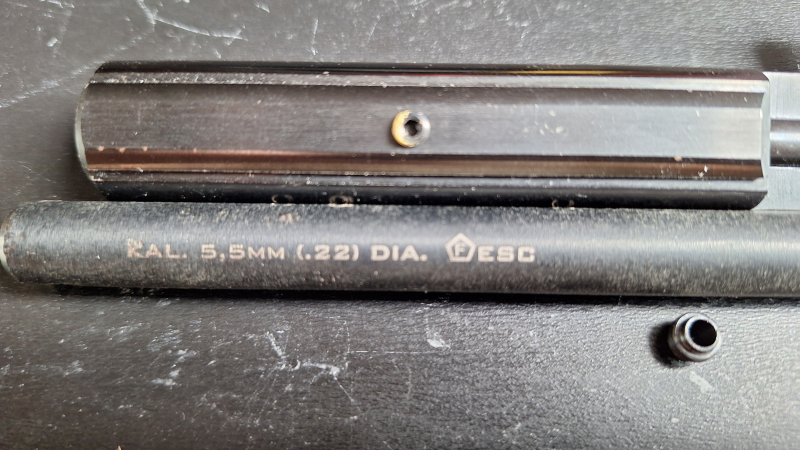 KAL. 5,5MM (.22) DIA. F ESC